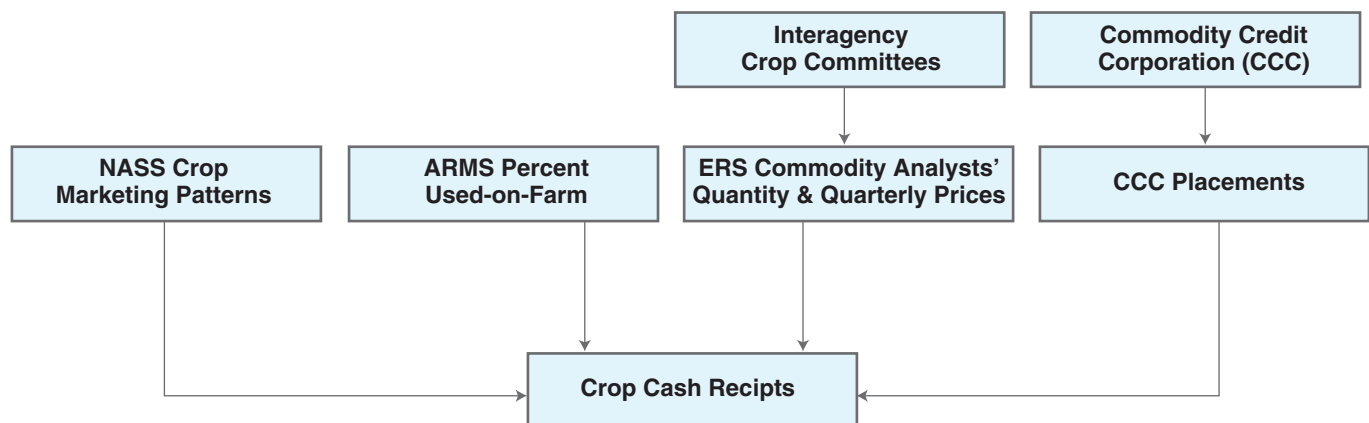 Interagency
Crop Committees
Commodity Credit
Corporation (CCC)
NASS Crop
Marketing Patterns
ARMS Percent
Used-on-Farm
ERS Commodity Analysts’
Quantity & Quarterly Prices
CCC Placements
Crop Cash Recipts